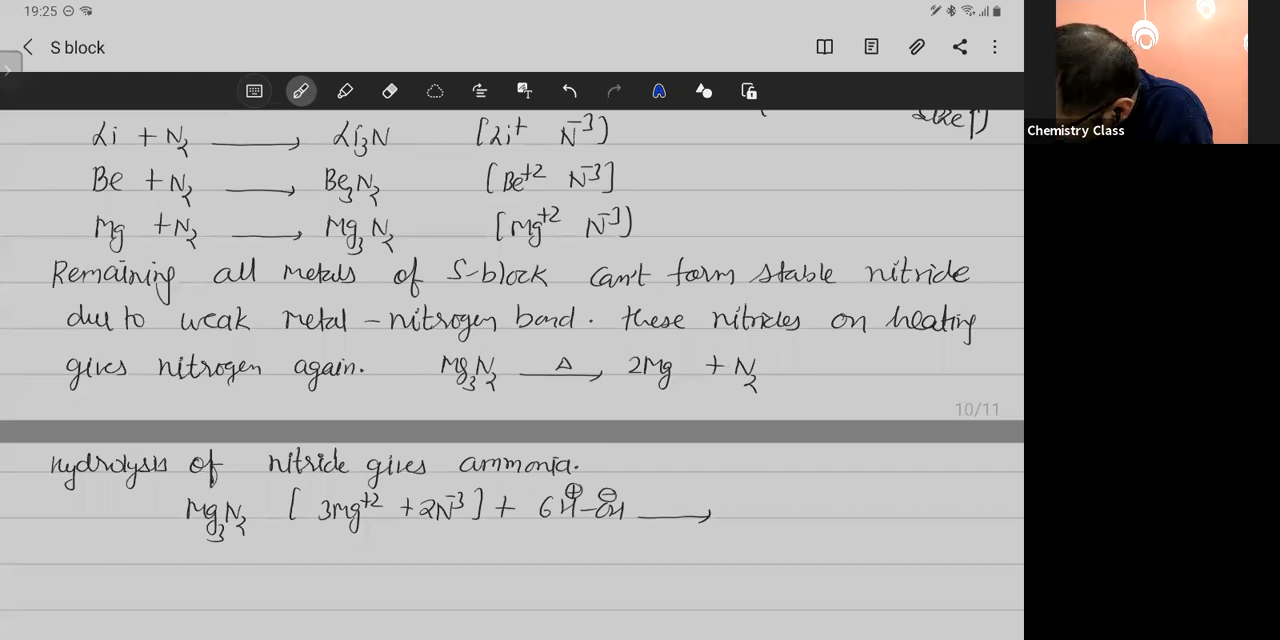 19:25
S block
Li + N2 ⟶ Li3N [Li+ N-3]
Be + N2 ⟶ Be3N2 [Be+2 N-3]
Mg + N2 ⟶ Mg3N2 [Mg+2 N-3)
Remaining all metals of S-block can't form stable nitride
due to weak metal - nitrogen bond. these nitrides on heating
gives nitrogen again. Mg3N2 —Δ→ 2Mg + N2
10/11
hydrolysis of nitride gives ammonia.
Mg3N2 [3Mg+2 + 2N-3] + 6H⊕-OH⊖ ⟶
Chemistry Class